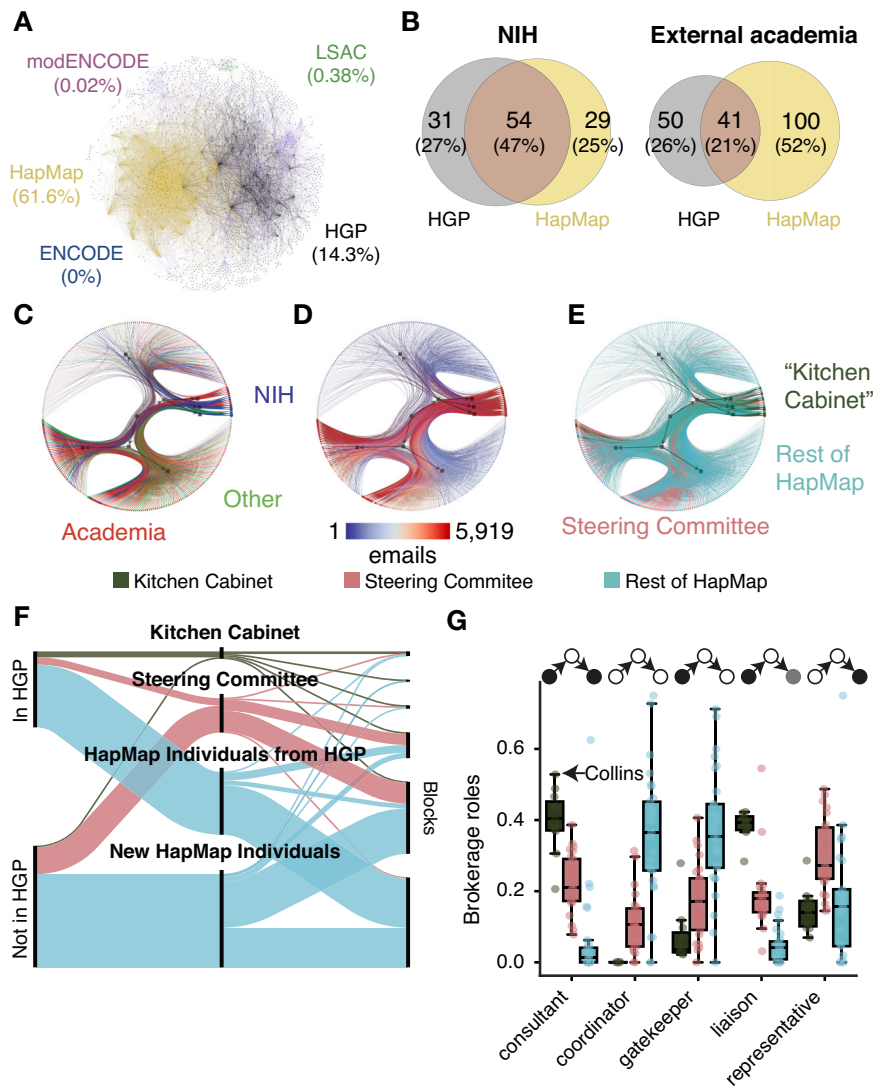 A
modENCODE
(0.02%)
LSAC
(0.38%)
HapMap
(61.6%)
ENCODE
(0%)
HGP
(14.3%)
B
NIH
External academia
31
(27%)
54
(47%)
29
(25%)
HGP
HapMap
50
(26%)
41
(21%)
100
(52%)
HGP
HapMap
C
D
E
NIH
Other
Academia
1
5,919
emails
“Kitchen
Cabinet”
Rest of
HapMap
Steering Committee
Kitchen Cabinet
Steering Commitee
Rest of HapMap
F
In HGP
Not in HGP
Kitchen Cabinet
Steering Committee
HapMap Individuals from HGP
New HapMap Individuals
Blocks
G
Brokerage roles
0.6
0.4
0.2
0.0
Collins
consultant
coordinator
gatekeeper
liaison
representative